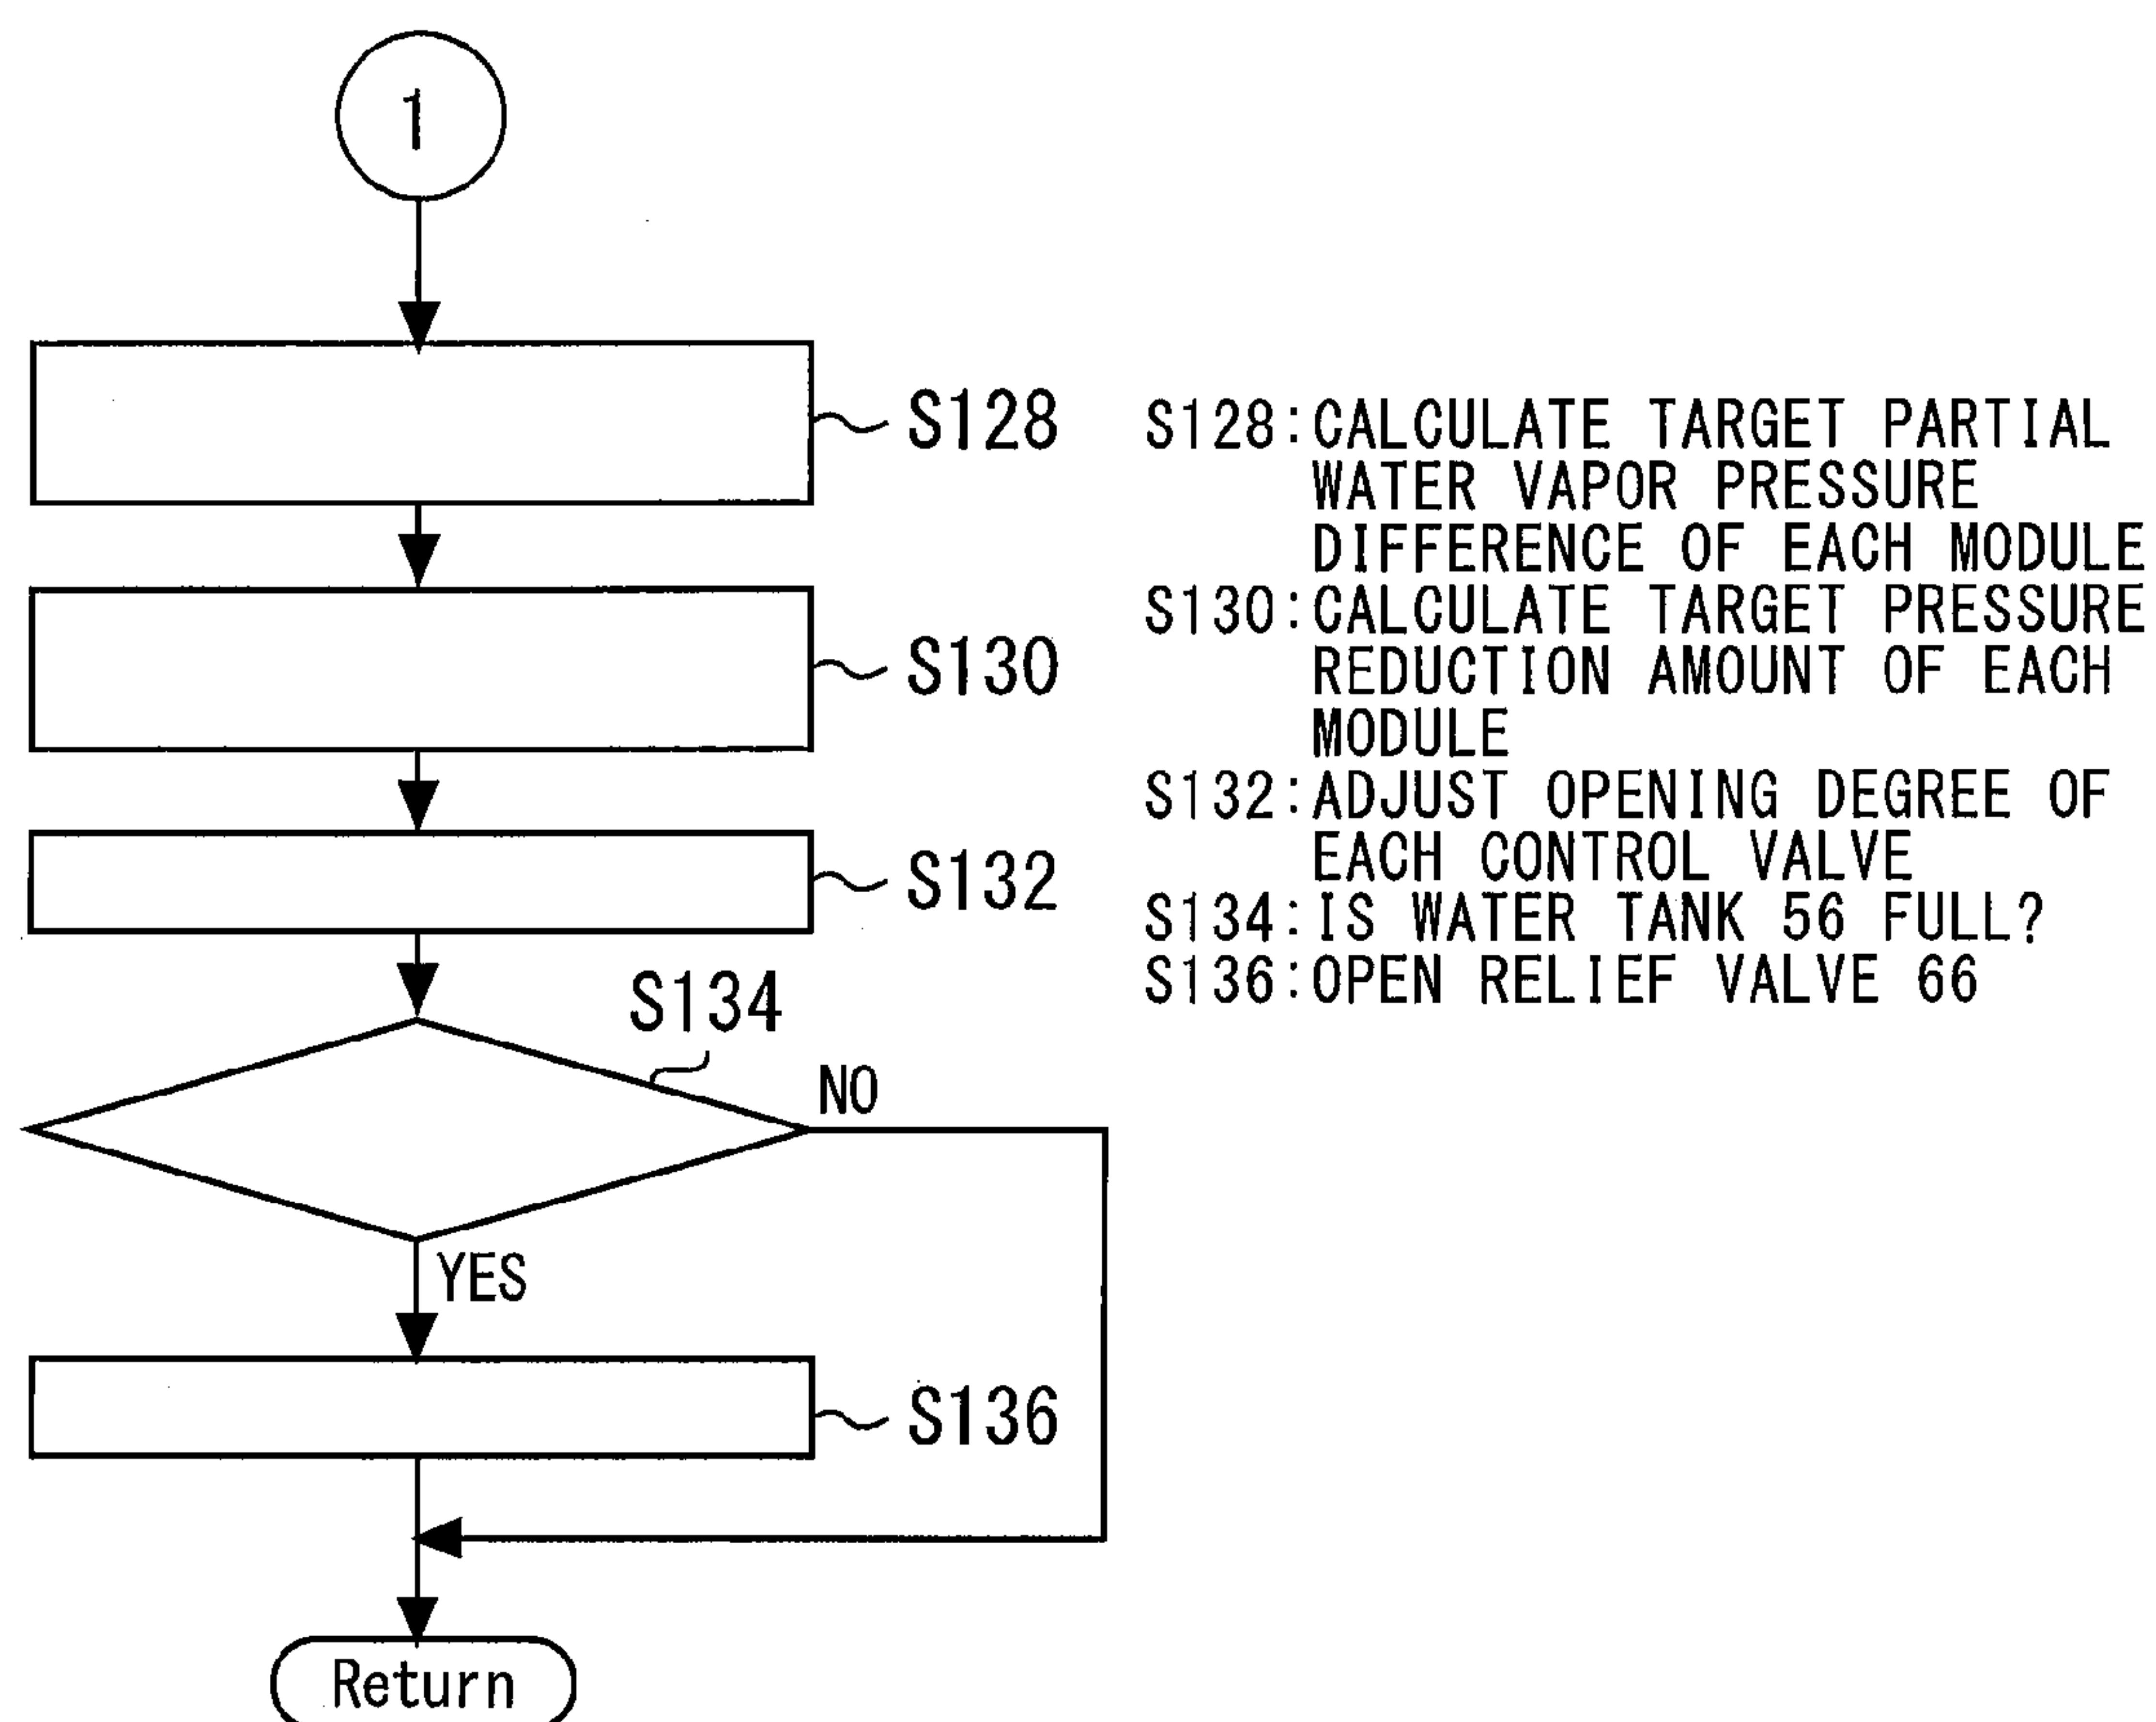 1
S128
S130
S132
S134
NO
YES
S136
Return
S128:CALCULATE TARGET PARTIAL
WATER VAPOR PRESSURE
DIFFERENCE OF EACH MODULE
S130:CALCULATE TARGET PRESSURE
REDUCTION AMOUNT OF EACH
MODULE
S132:ADJUST OPENING DEGREE OF
EACH CONTROL VALVE
S134:IS WATER TANK 56 FULL?
S136:OPEN RELIEF VALVE 66